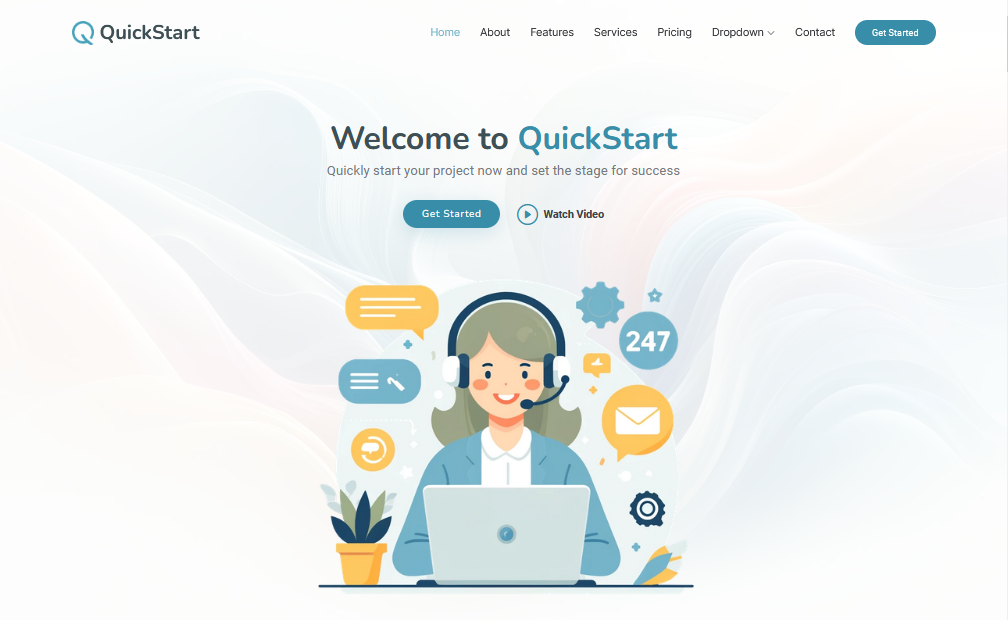 QuickStart
Home About Features Services Pricing Dropdown Contact Get Started
Welcome to QuickStart
Quickly start your project now and set the stage for success
Get Started Watch Video
247